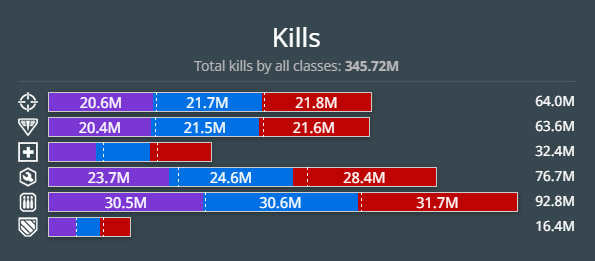 Kills
Total kills by all classes: 345.72M
20.6M 21.7M 21.8M 64.0M
20.4M 21.5M 21.6M 63.6M
32.4M
23.7M 24.6M 28.4M 76.7M
30.5M 30.6M 31.7M 92.8M
16.4M